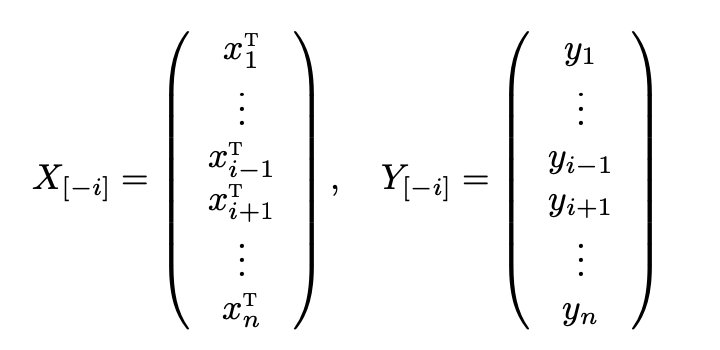 X_{[-i]} = \begin{pmatrix} x_1^{\mathrm{T}} \\ \vdots \\ x_{i-1}^{\mathrm{T}} \\ x_{i+1}^{\mathrm{T}} \\ \vdots \\ x_n^{\mathrm{T}} \end{pmatrix}, \quad Y_{[-i]} = \begin{pmatrix} y_1 \\ \vdots \\ y_{i-1} \\ y_{i+1} \\ \vdots \\ y_n \end{pmatrix}